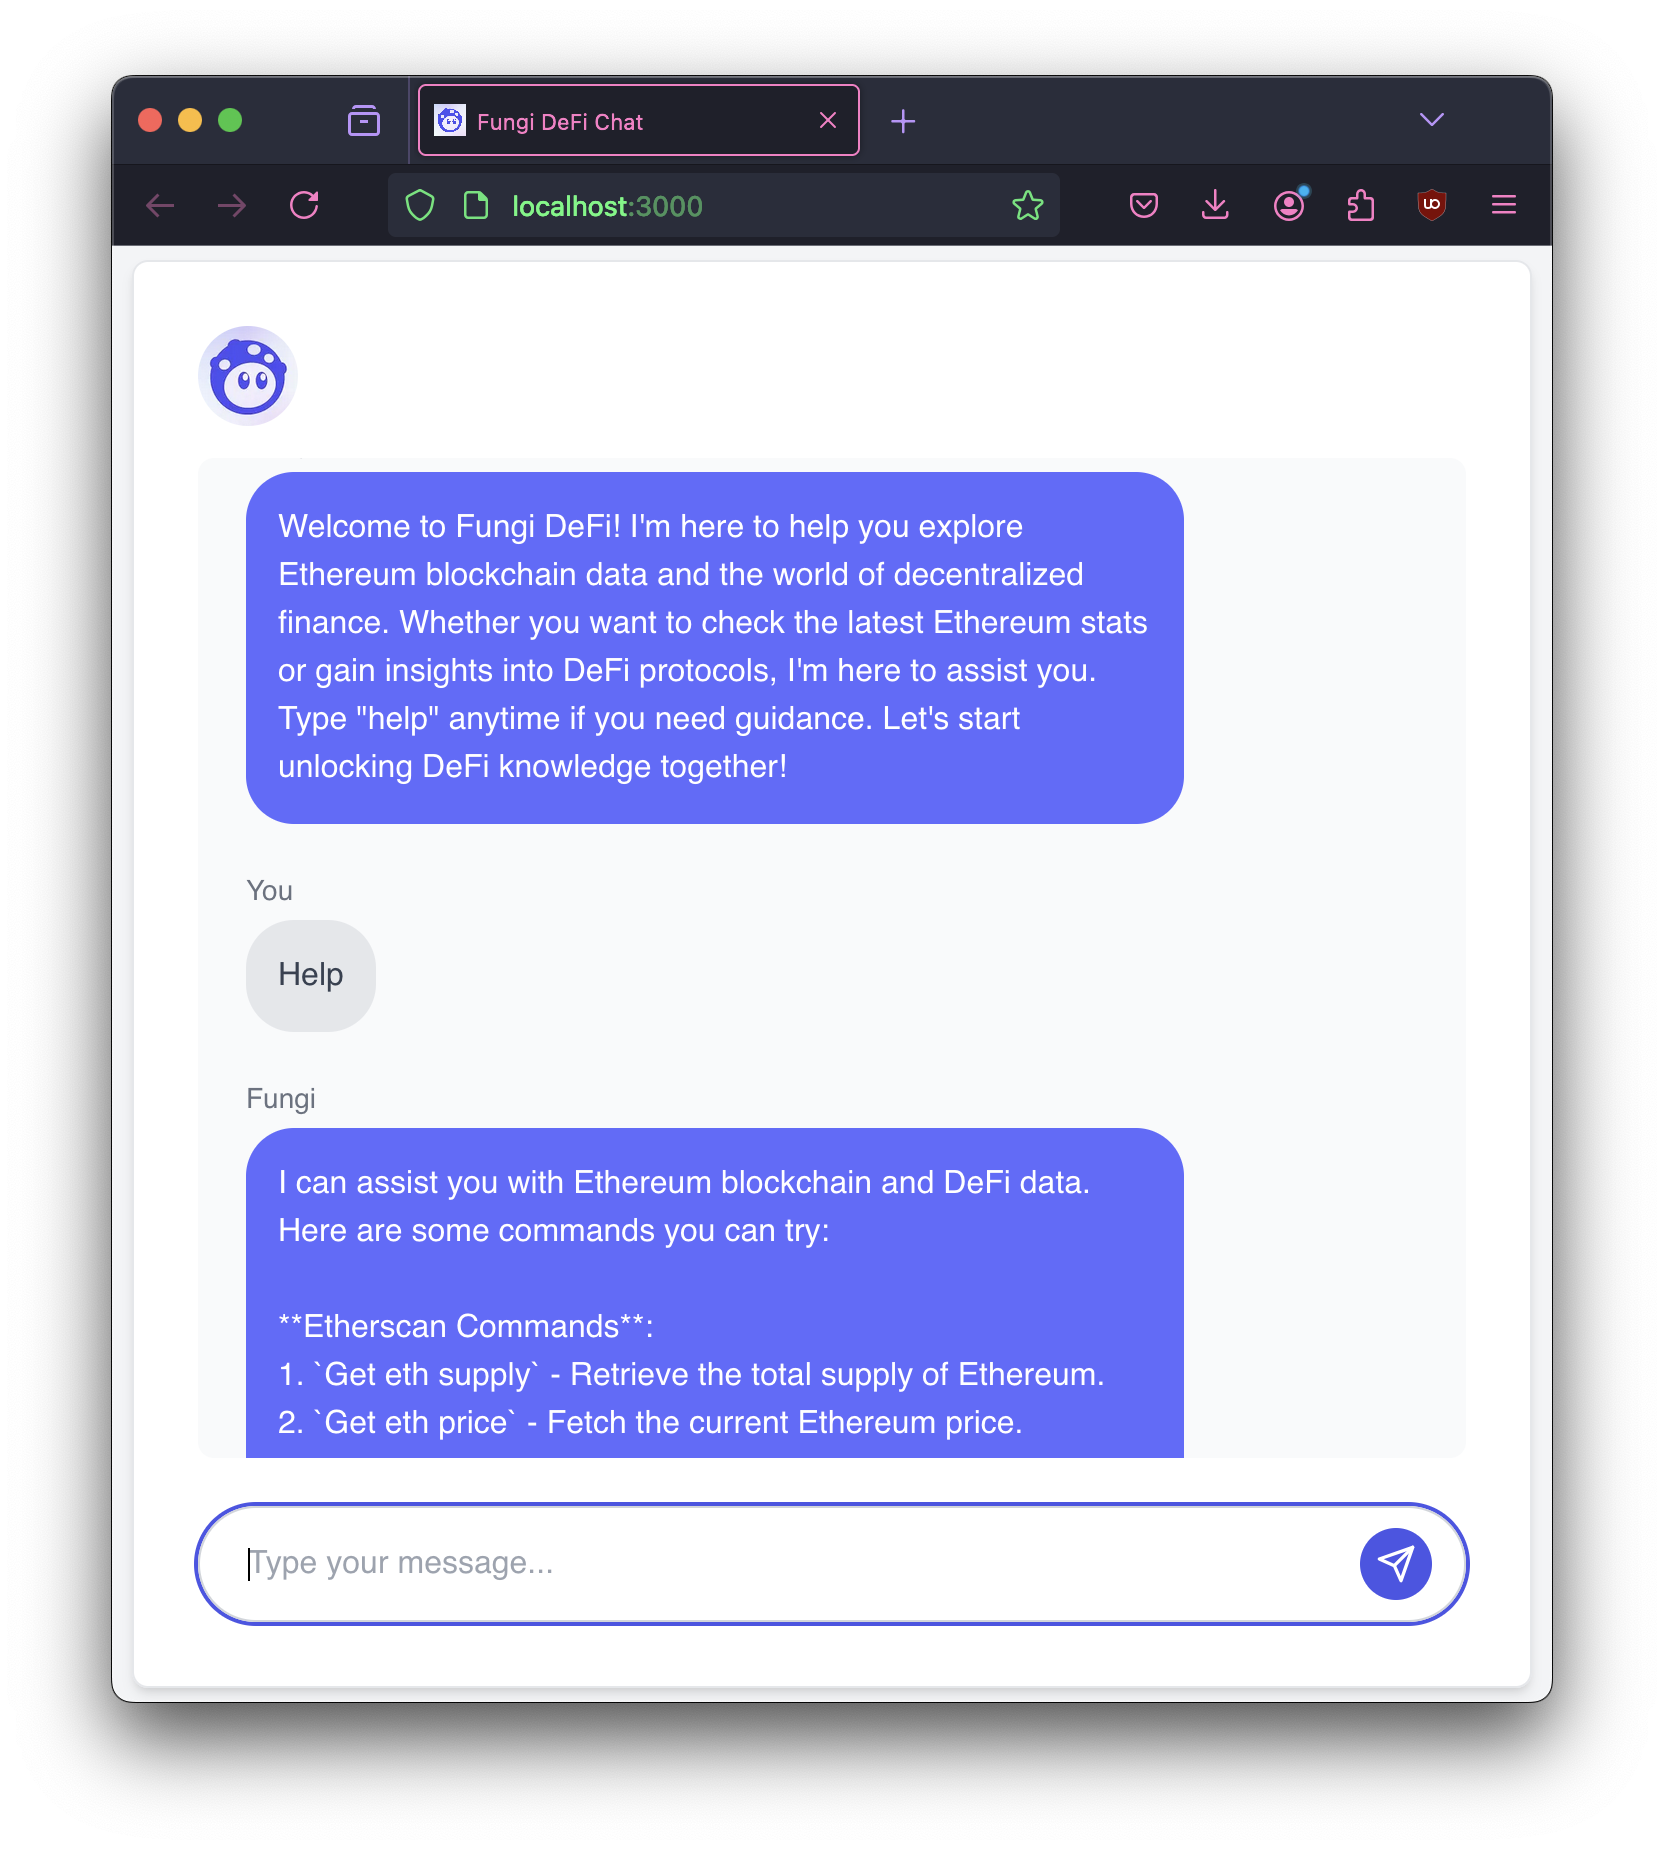 Fungi DeFi Chat
localhost:3000
Welcome to Fungi DeFi! I'm here to help you explore
Ethereum blockchain data and the world of decentralized
finance. Whether you want to check the latest Ethereum stats
or gain insights into DeFi protocols, I'm here to assist you.
Type "help" anytime if you need guidance. Let's start
unlocking DeFi knowledge together!
You
Help
Fungi
I can assist you with Ethereum blockchain and DeFi data.
Here are some commands you can try:
**Etherscan Commands**:
1. `Get eth supply` - Retrieve the total supply of Ethereum.
2. `Get eth price` - Fetch the current Ethereum price.
Type your message...